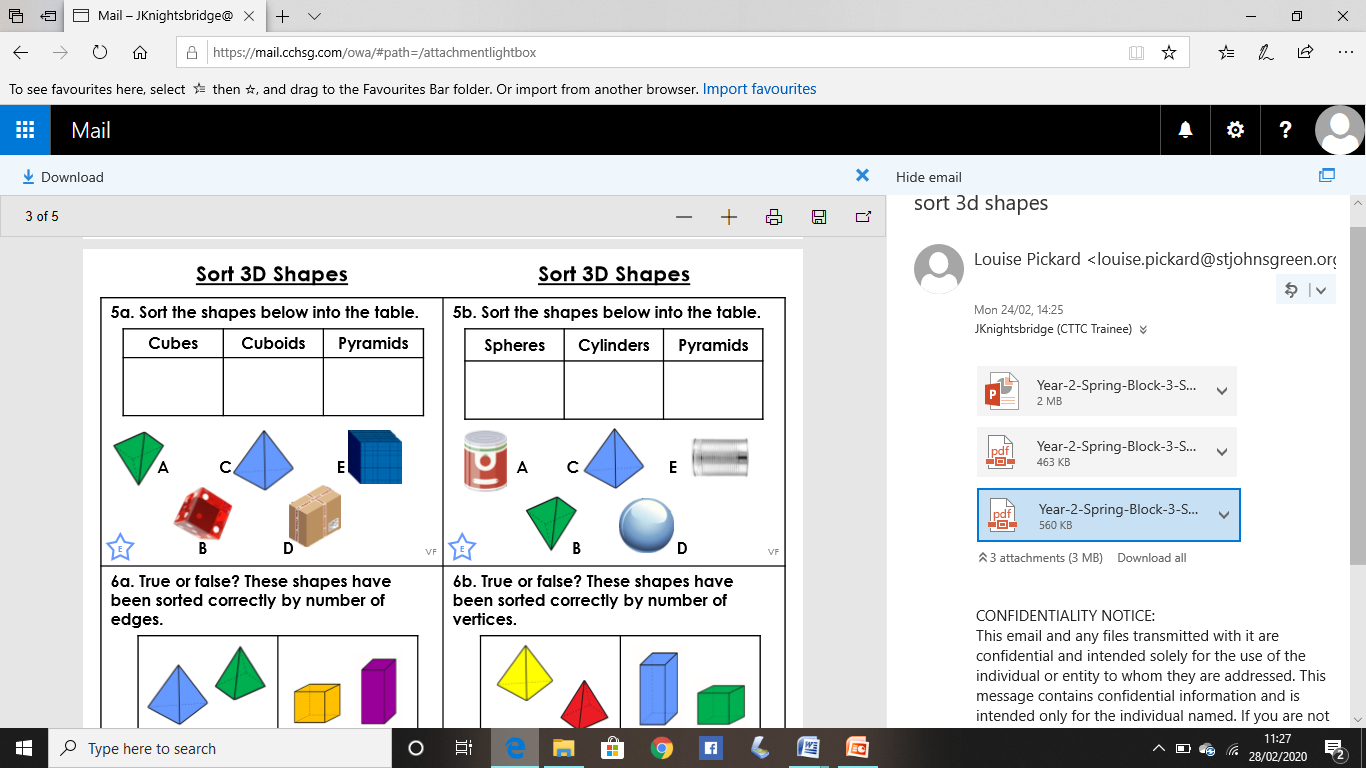 Mail – JKnightsbridge@
https://mail.cchsg.com/owa/#path=/attachmentlightbox
To see favourites here, select then , and drag to the Favourites Bar folder. Or import from another browser. Import favourites
Mail
?
Download
Hide email
3 of 5
sort 3d shapes
Louise Pickard <louise.pickard@stjohnsgreen.org
Mon 24/02, 14:25
JKnightsbridge (CTTC Trainee)
Year-2-Spring-Block-3-S...
2 MB
Year-2-Spring-Block-3-S...
463 KB
Year-2-Spring-Block-3-S...
560 KB
3 attachments (3 MB) Download all
CONFIDENTIALITY NOTICE:
This email and any files transmitted with it are
confidential and intended solely for the use of the
individual or entity to whom they are addressed. This
message contains confidential information and is
intended only for the individual named. If you are not
Sort 3D Shapes
5a. Sort the shapes below into the table.
Cubes Cuboids Pyramids
A C E
B D
E VF
6a. True or false? These shapes have
been sorted correctly by number of
edges.
Sort 3D Shapes
5b. Sort the shapes below into the table.
Spheres Cylinders Pyramids
A C E
B D
E VF
6b. True or false? These shapes have
been sorted correctly by number of
vertices.
Type here to search
11:27
28/02/2020
2